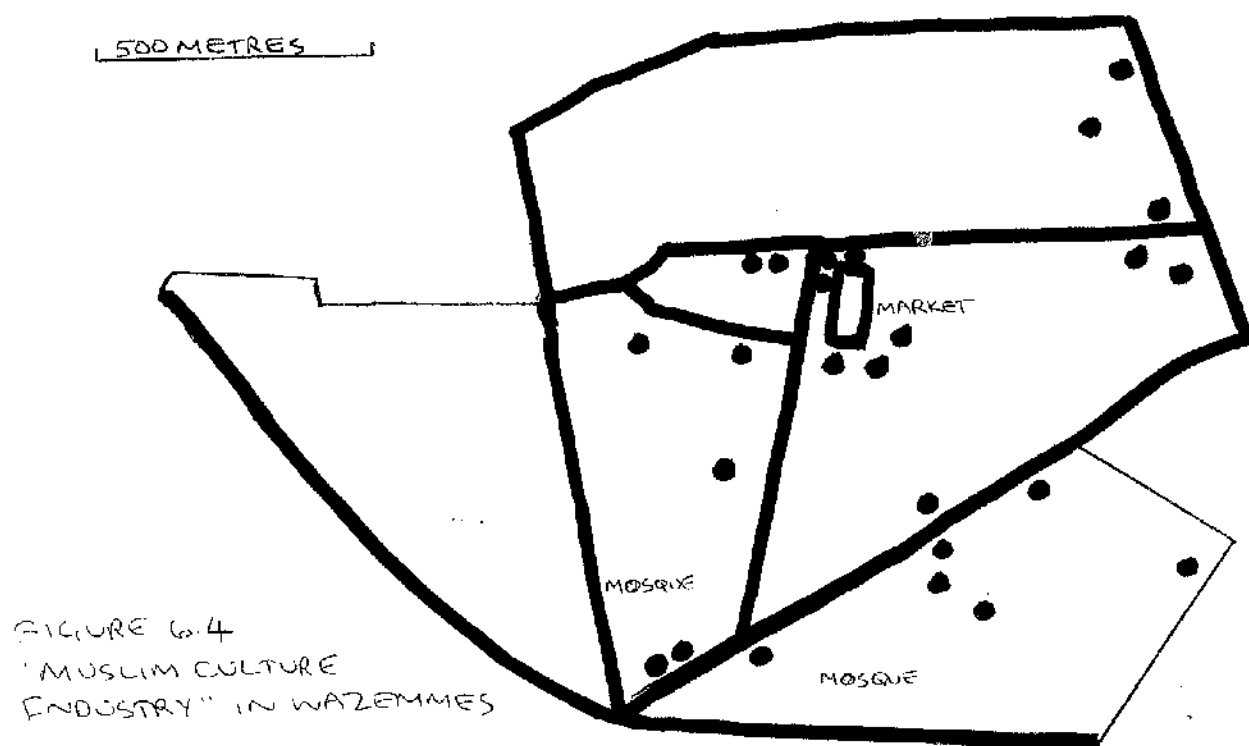 500 METRES
MARKET
MOSQUE
MOSQUE
FIGURE 6.4
"MUSLIM CULTURE
INDUSTRY" IN WAZEMMES